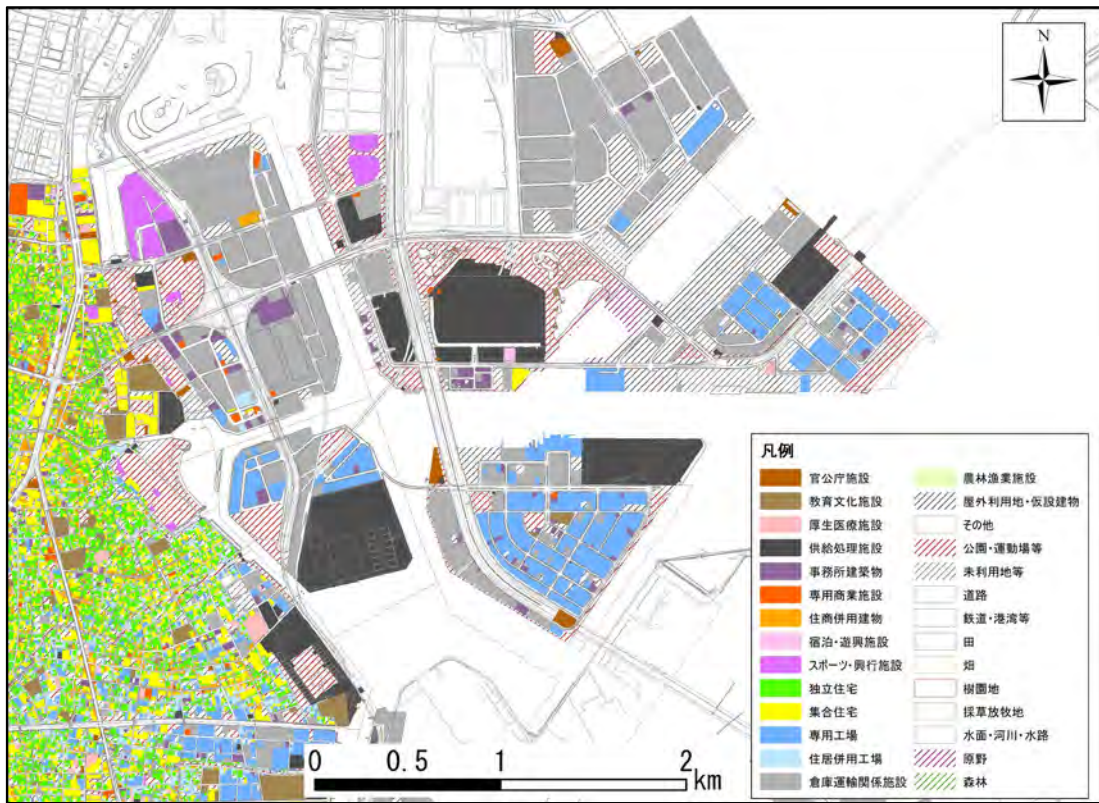 N
凡例
官公庁施設
教育文化施設
厚生医療施設
供給処理施設
事務所建築物
専用商業施設
住商併用建物
宿泊・遊興施設
スポーツ・興行施設
独立住宅
集合住宅
専用工場
住居併用工場
倉庫運輸関係施設
農林漁業施設
屋外利用地・仮設建物
その他
公園・運動場等
未利用地等
道路
鉄道・港湾等
田
畑
樹園地
採草放牧地
水面・河川・水路
原野
森林
0 0.5 1 2
km